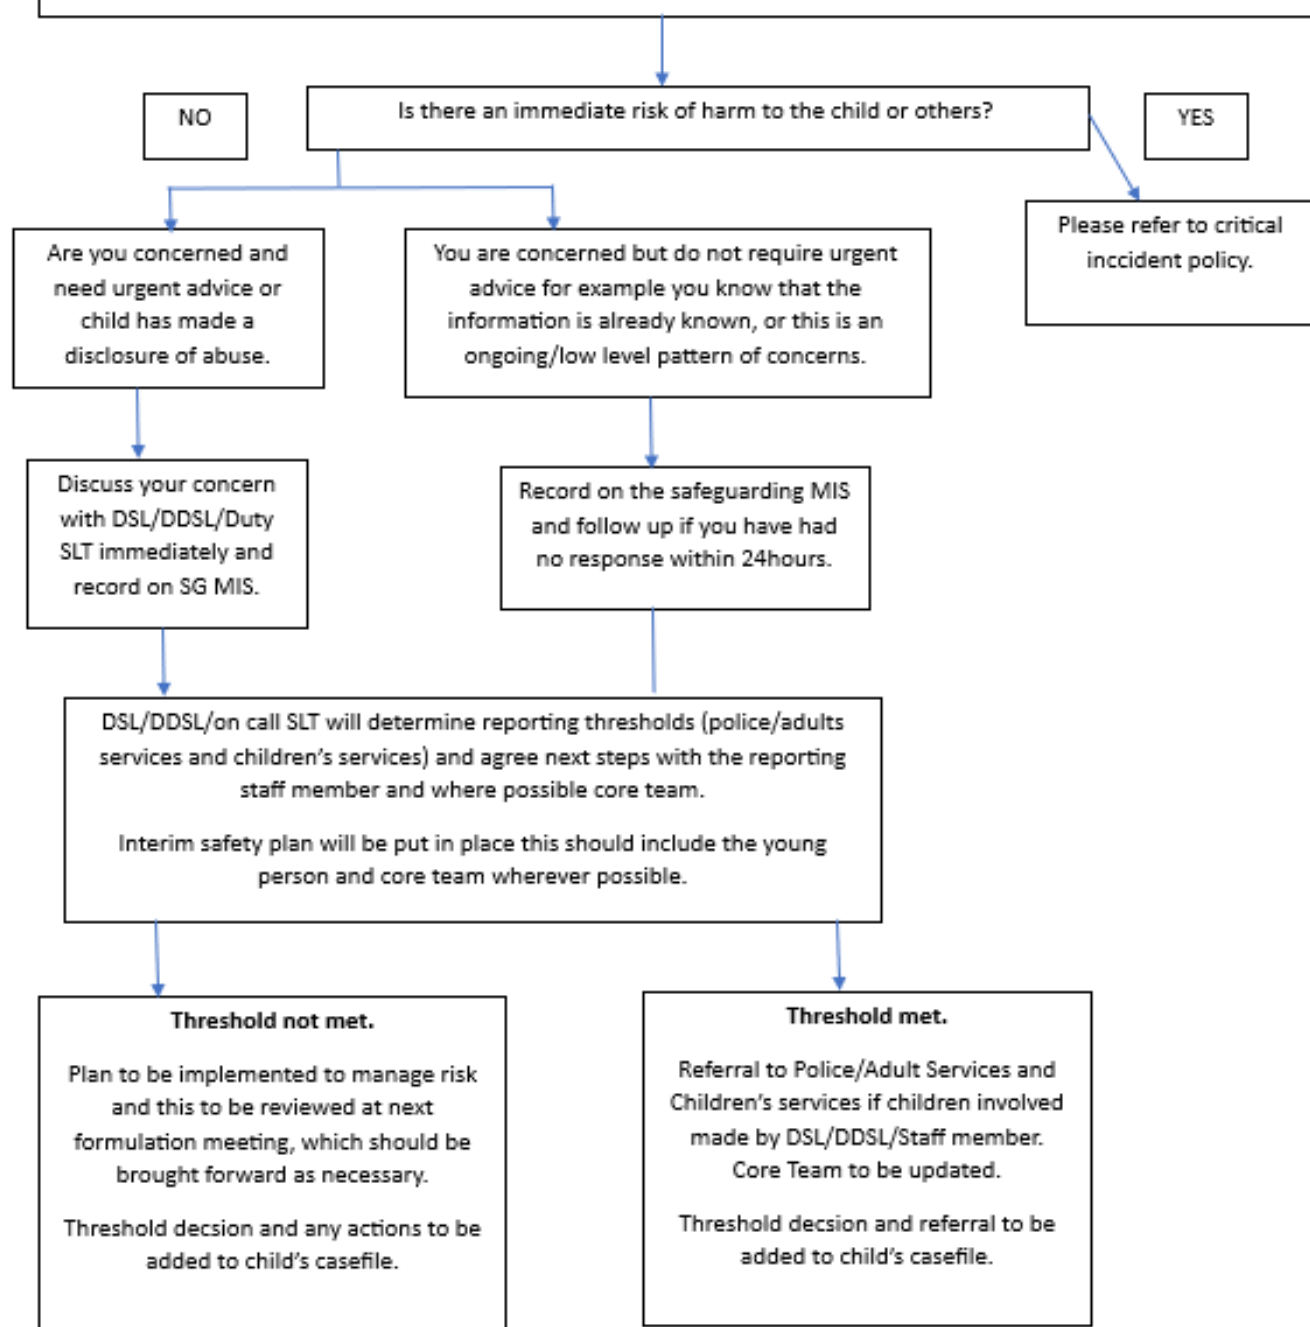 Is there an immediate risk of harm to the child or others?
NO
YES
Please refer to critical
inccident policy.
Are you concerned and
need urgent advice or
child has made a
disclosure of abuse.
You are concerned but do not require urgent
advice for example you know that the
information is already known, or this is an
ongoing/low level pattern of concerns.
Discuss your concern
with DSL/DDSL/Duty
SLT immediately and
record on SG MIS.
Record on the safeguarding MIS
and follow up if you have had
no response within 24hours.
DSL/DDSL/on call SLT will determine reporting thresholds (police/adults
services and children’s services) and agree next steps with the reporting
staff member and where possible core team.
Interim safety plan will be put in place this should include the young
person and core team wherever possible.
Threshold not met.
Plan to be implemented to manage risk
and this to be reviewed at next
formulation meeting, which should be
brought forward as necessary.
Threshold decsion and any actions to be
added to child’s casefile.
Threshold met.
Referral to Police/Adult Services and
Children’s services if children involved
made by DSL/DDSL/Staff member.
Core Team to be updated.
Threshold decsion and referral to be
added to child’s casefile.